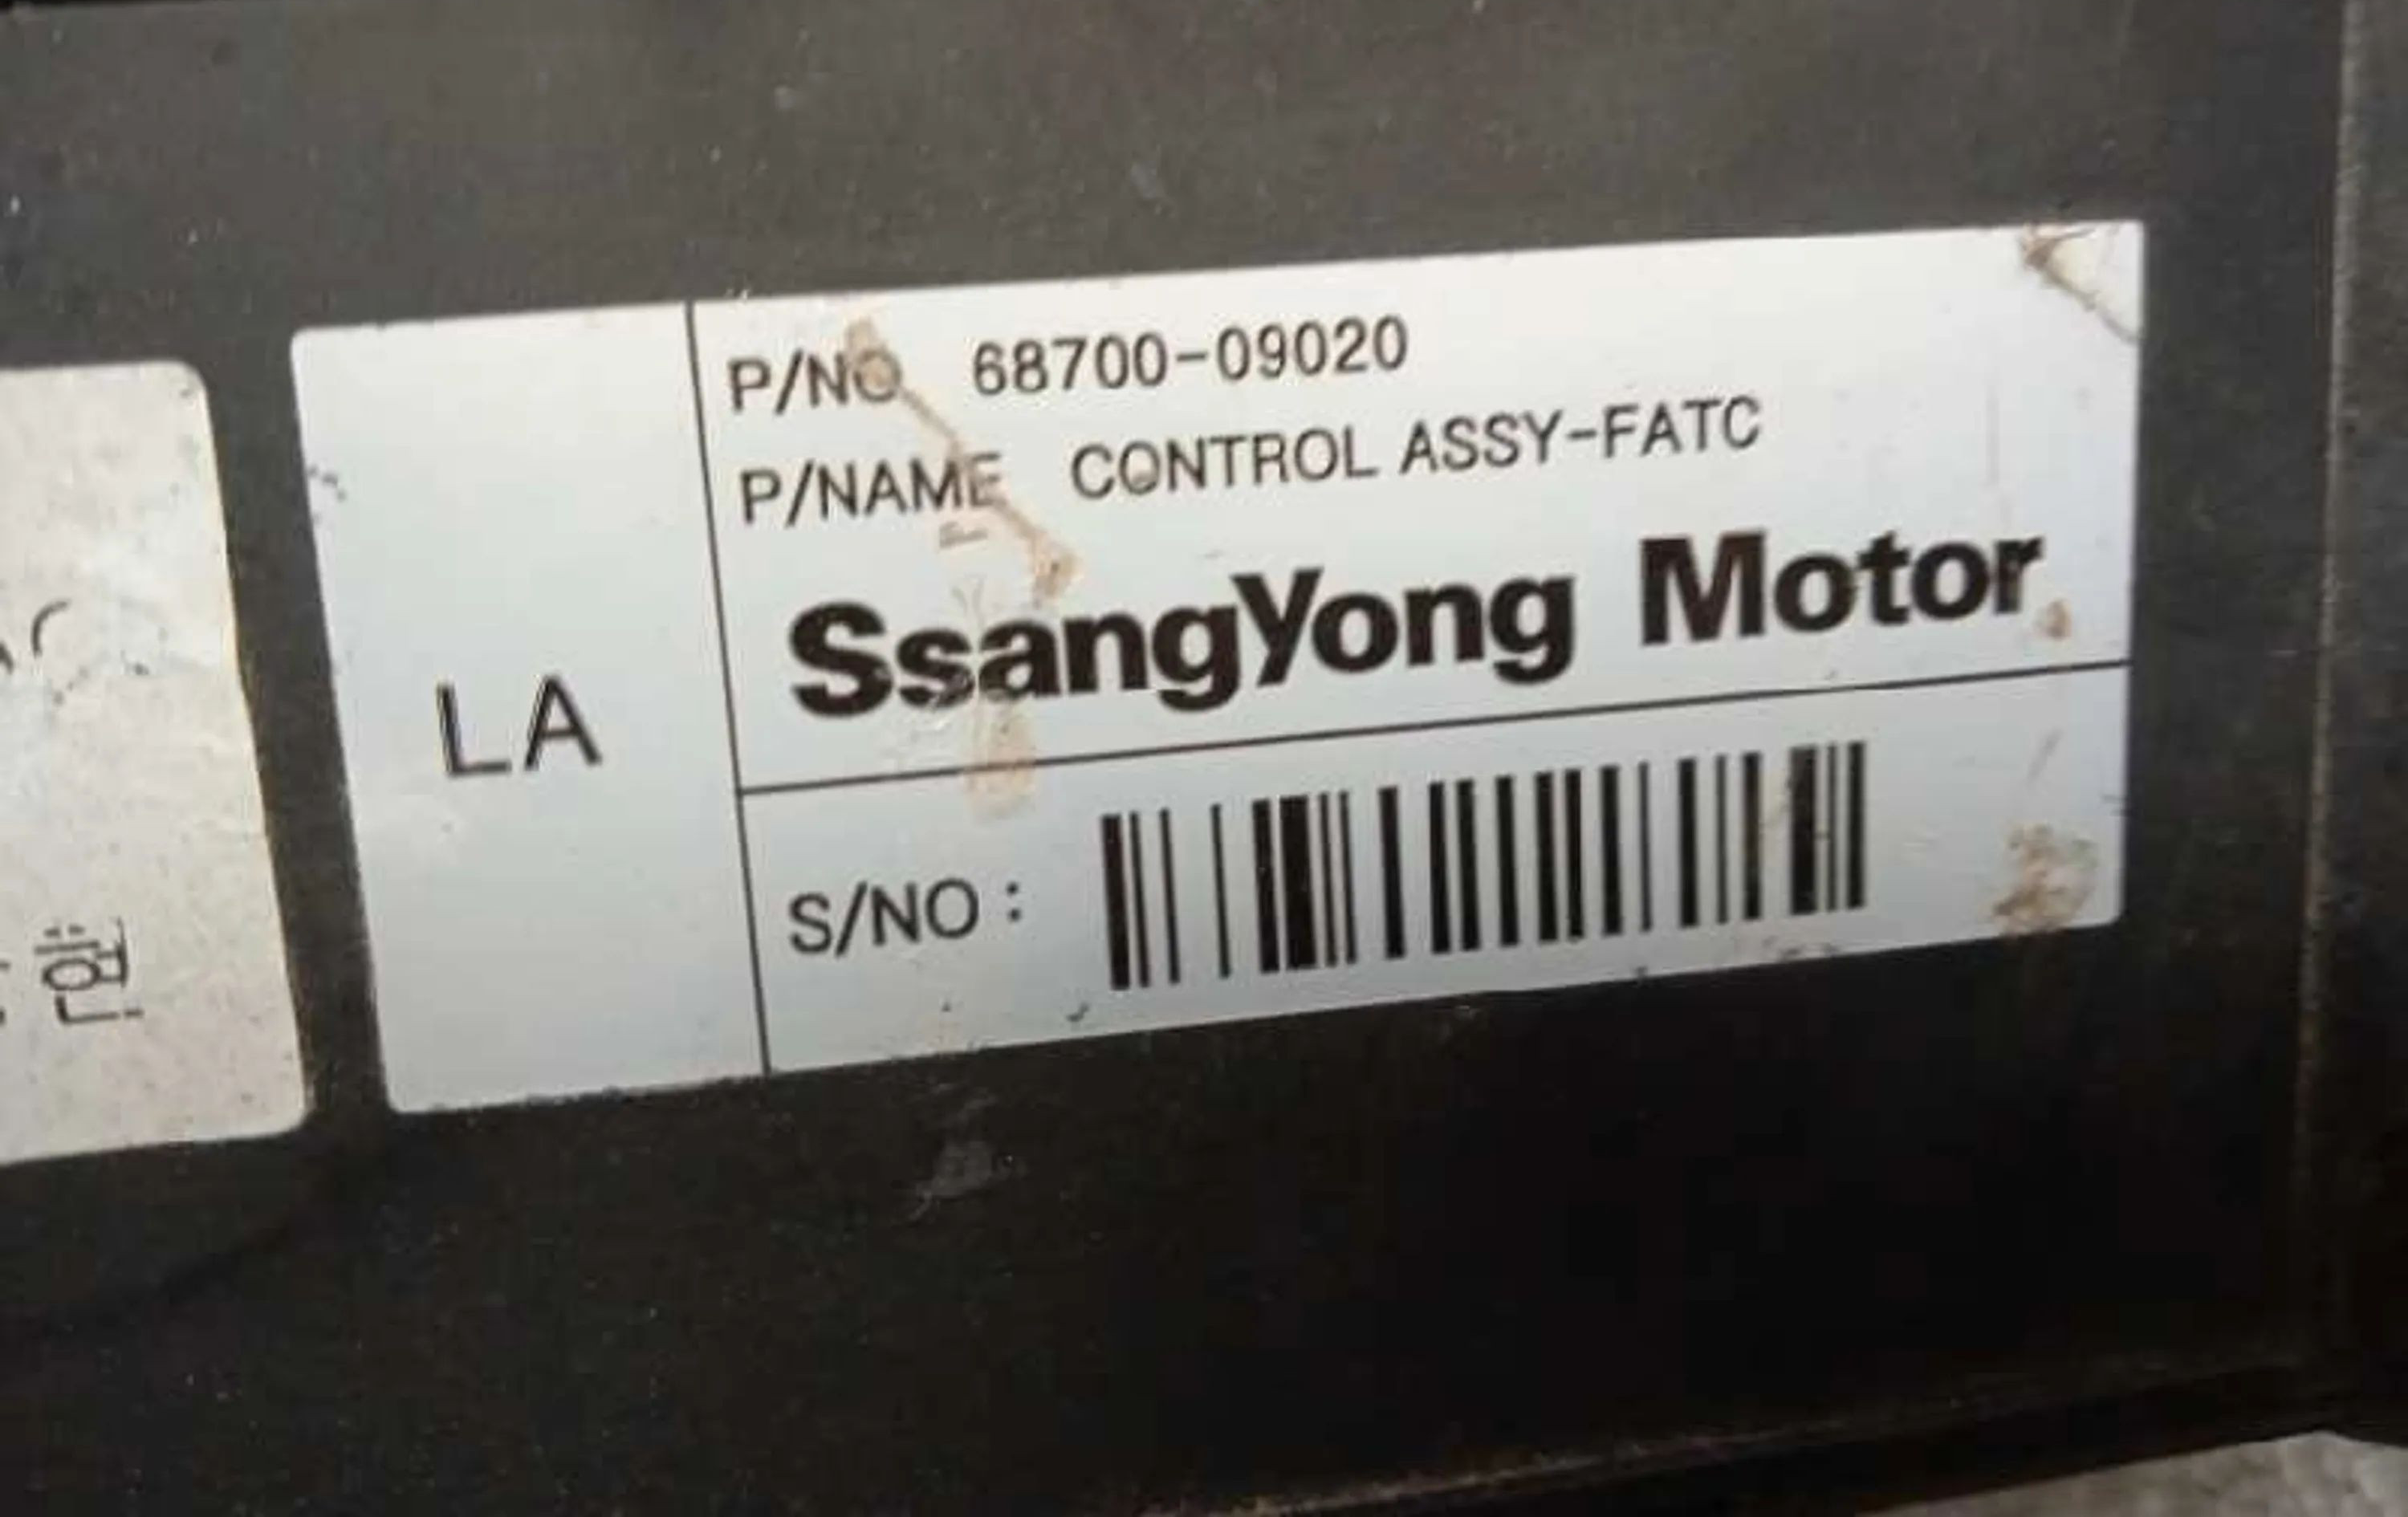 P/NO 68700-09020
P/NAME CONTROL ASSY-FATC
SsangYong Motor
LA
S/NO :